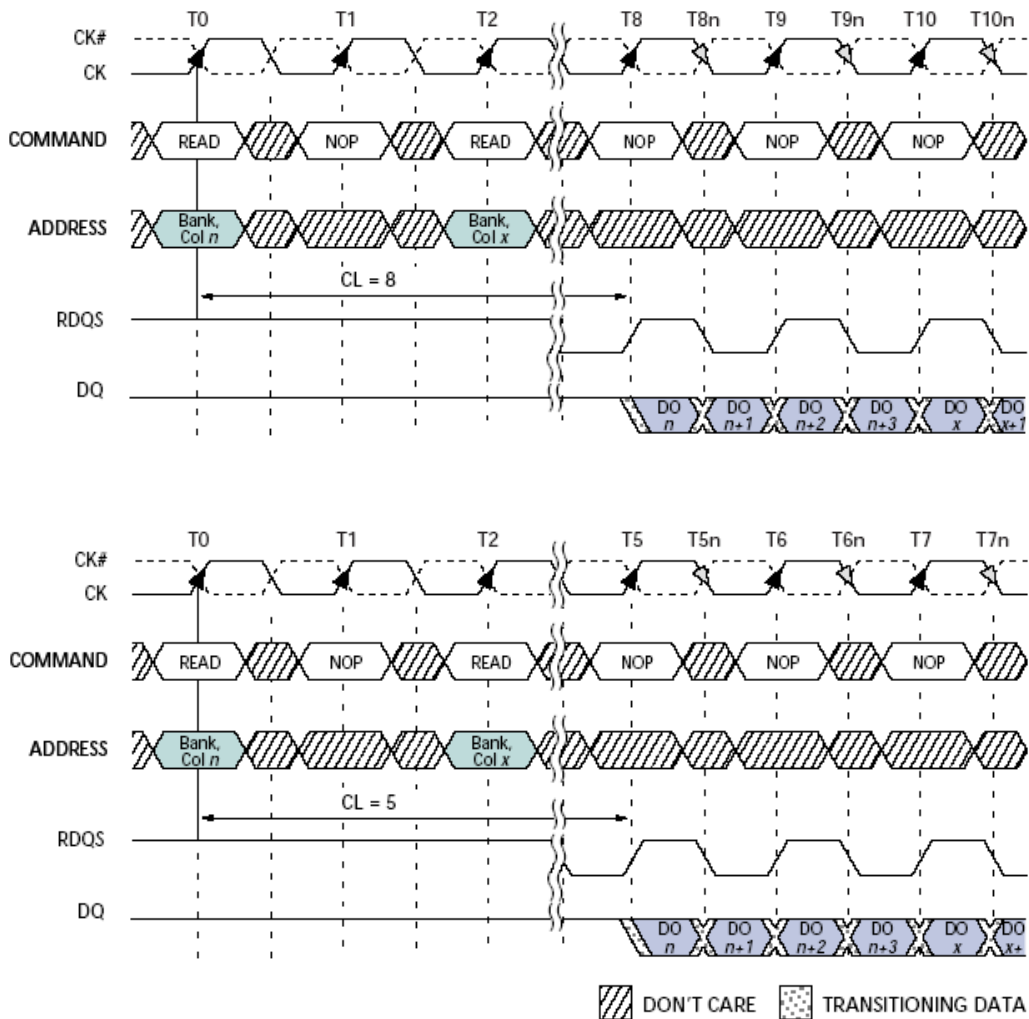 T0 T1 T2 T8 T8n T9 T9n T10 T10n
CK#
CK
COMMAND READ NOP READ NOP NOP NOP
ADDRESS Bank, Col n Bank, Col x
CL = 8
RDQS
DQ
DO n DO n+1 DO n+2 DO n+3 DO x DO x+1
T0 T1 T2 T5 T5n T6 T6n T7 T7n
CK#
CK
COMMAND READ NOP READ NOP NOP NOP
ADDRESS Bank, Col n Bank, Col x
CL = 5
RDQS
DQ
DO n DO n+1 DO n+2 DO n+3 DO x DO x+
DON'T CARE TRANSITIONING DATA